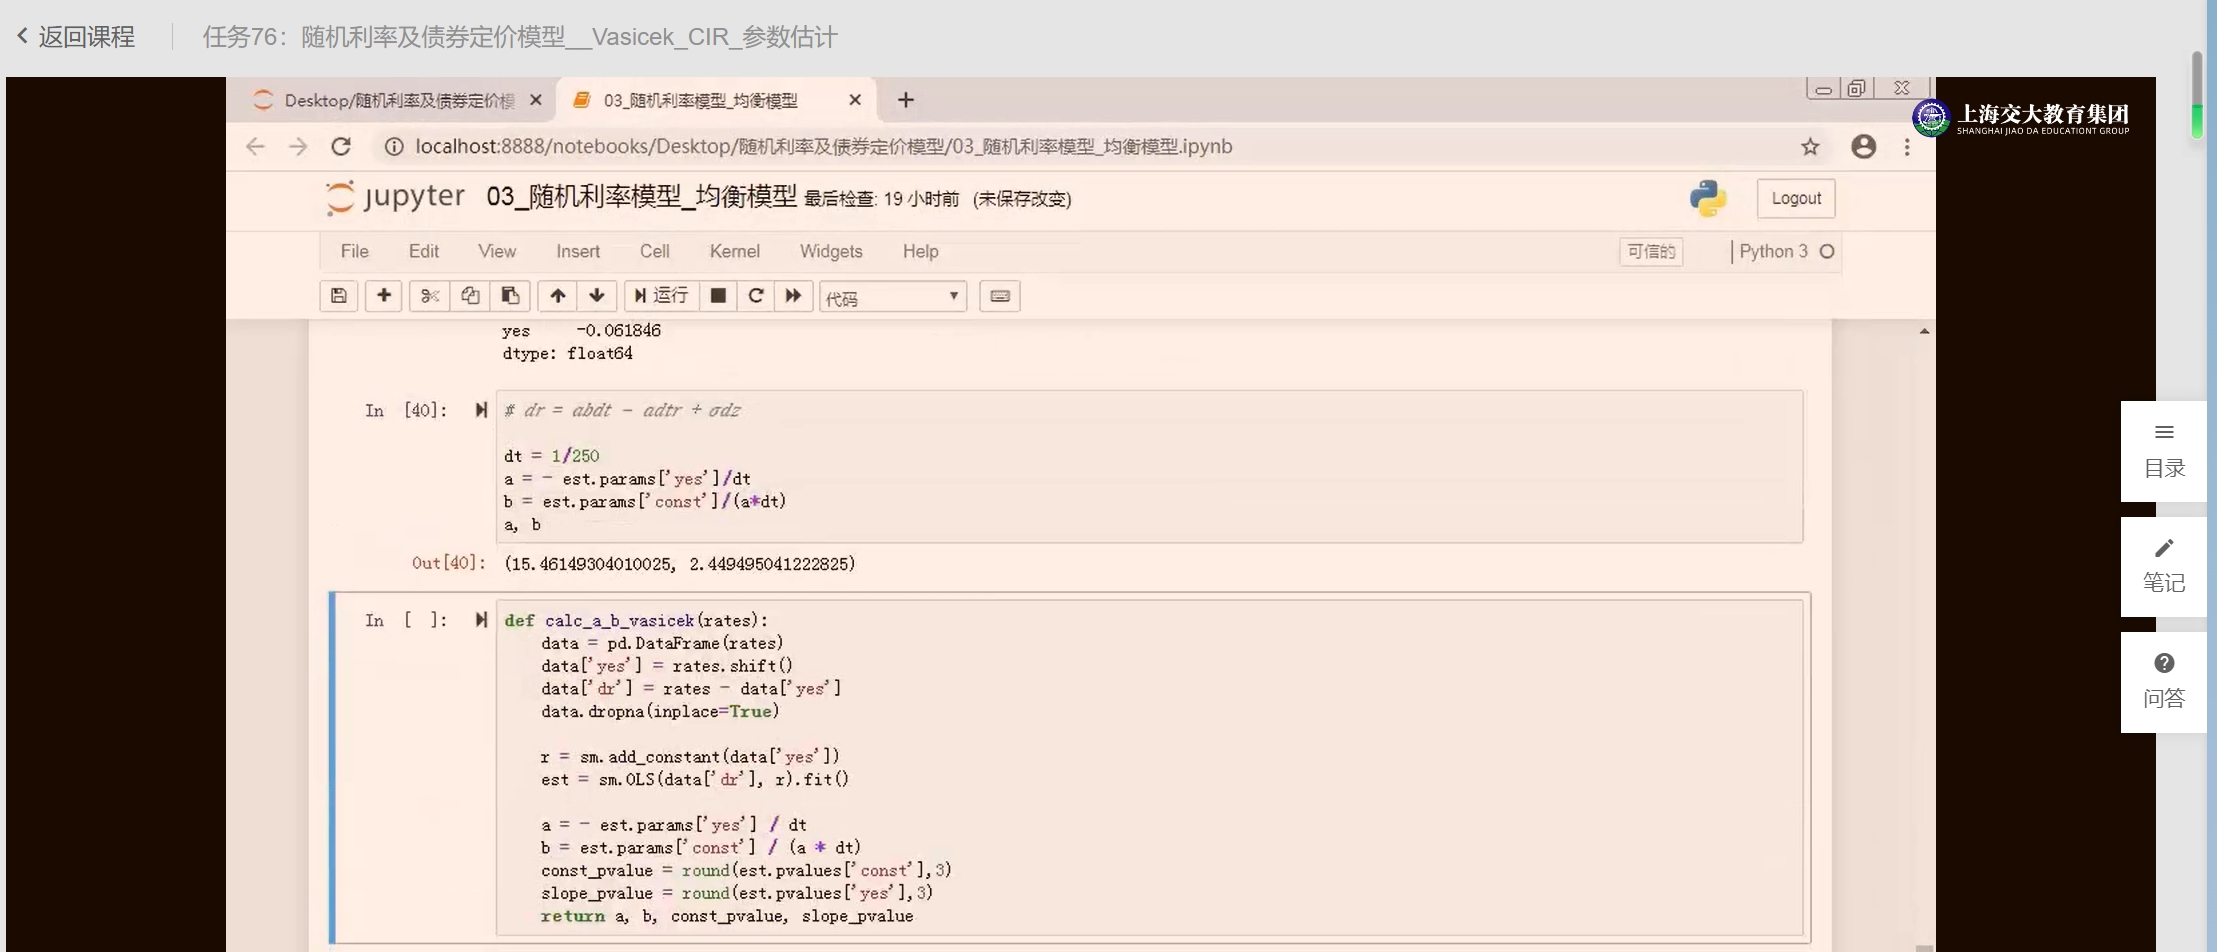 返回课程
任务76：随机利率及债券定价模型__Vasicek_CIR_参数估计
Desktop/随机利率及债券定价模
03_随机利率模型_均衡模型
上海交大教育集团
SHANGHAI JIAO DA EDUCATIONT GROUP
localhost:8888/notebooks/Desktop/随机利率及债券定价模型/03_随机利率模型_均衡模型.ipynb
jupyter 03_随机利率模型_均衡模型 最后检查: 19 小时前 (未保存改变)
Logout
File Edit View Insert Cell Kernel Widgets Help 可信的 Python 3
运行 代码
yes -0.061846
dtype: float64
In [40]: # dr = abdt - adtr + σdz
dt = 1/250
a = - est.params['yes']/dt
b = est.params['const']/(a*dt)
a, b
Out[40]: (15.46149304010025, 2.449495041222825)
In [ ]: def calc_a_b_vasicek(rates):
data = pd.DataFrame(rates)
data['yes'] = rates.shift()
data['dr'] = rates - data['yes']
data.dropna(inplace=True)
r = sm.add_constant(data['yes'])
est = sm.OLS(data['dr'], r).fit()
a = - est.params['yes'] / dt
b = est.params['const'] / (a * dt)
const_pvalue = round(est.pvalues['const'],3)
slope_pvalue = round(est.pvalues['yes'],3)
return a, b, const_pvalue, slope_pvalue
目录
笔记
问答